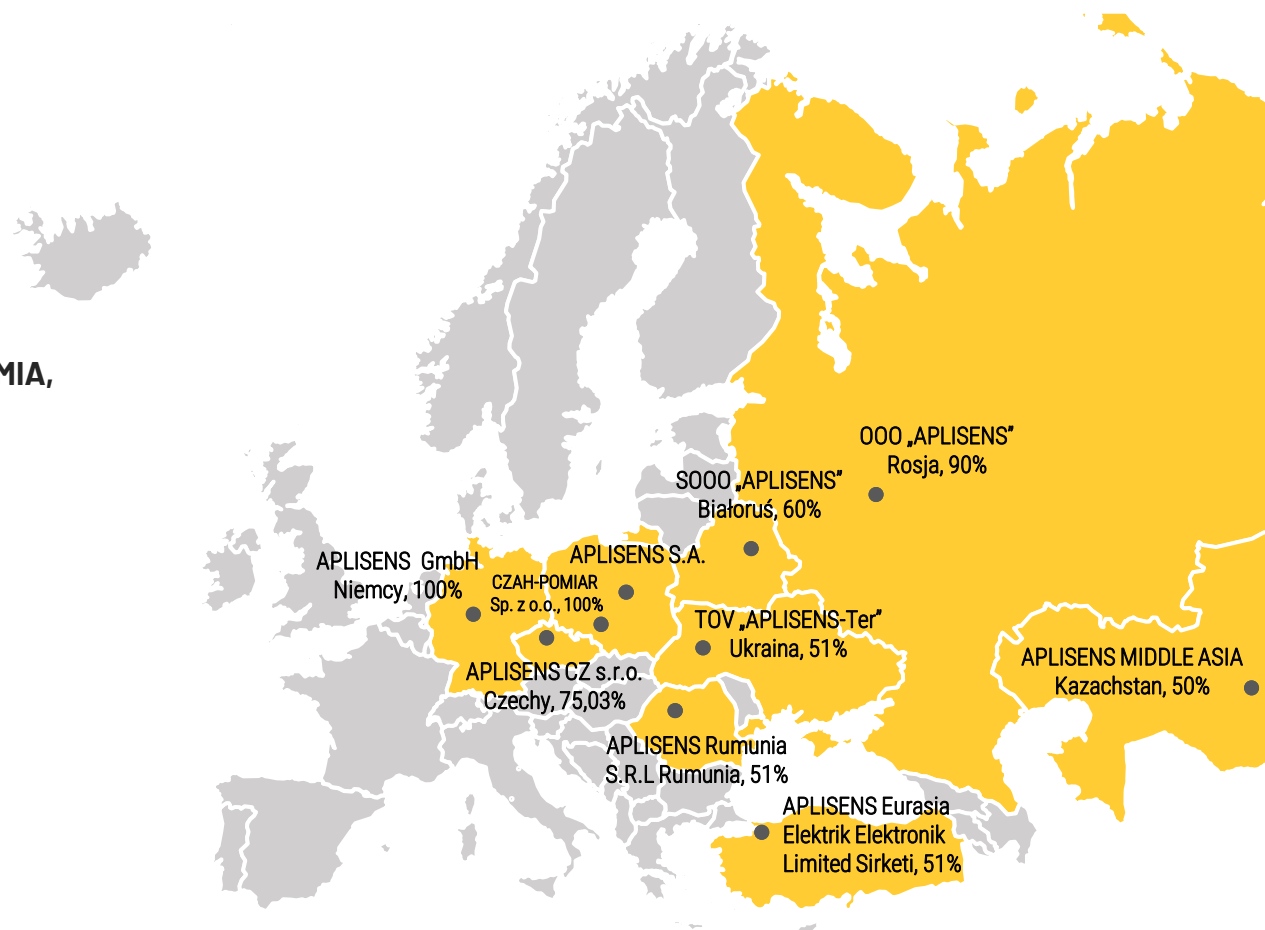 MIA,
OOO „APLISENS”
Rosja, 90%
SOOO „APLISENS”
Białoruś, 60%
APLISENS GmbH
Niemcy, 100%
APLISENS S.A.
CZAH-POMIAR
Sp. z o.o., 100%
TOV „APLISENS-Ter”
Ukraina, 51%
APLISENS MIDDLE ASIA
Kazachstan, 50%
APLISENS CZ s.r.o.
Czechy, 75,03%
APLISENS Rumunia
S.R.L Rumunia, 51%
APLISENS Eurasia
Elektrik Elektronik
Limited Sirketi, 51%